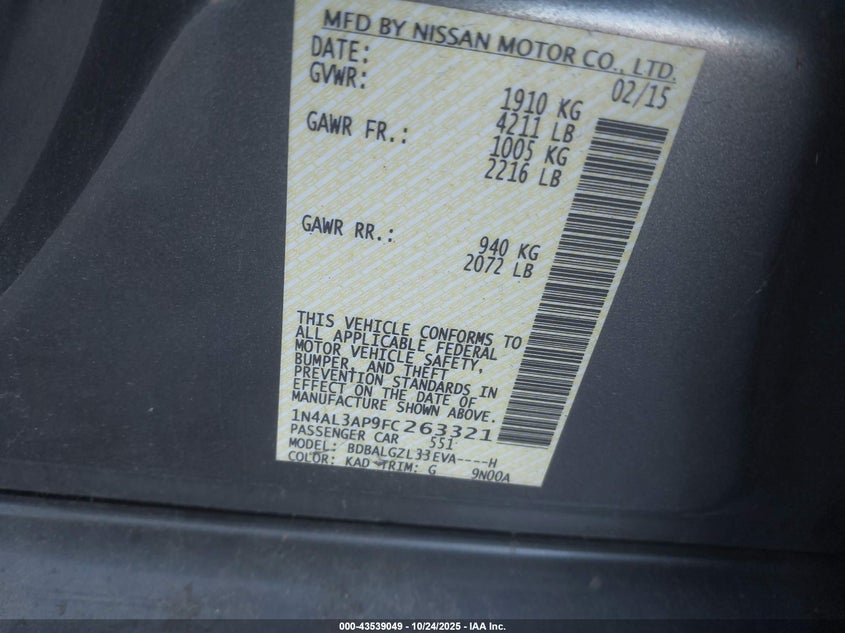 MFD BY NISSAN MOTOR CO., LTD.
DATE: 02/15
GVWR: 1910 KG
4211 LB
GAWR FR.: 1005 KG
2216 LB
GAWR RR.: 940 KG
2072 LB
THIS VEHICLE CONFORMS TO
ALL APPLICABLE FEDERAL
MOTOR VEHICLE SAFETY,
BUMPER, AND THEFT
PREVENTION STANDARDS IN
EFFECT ON THE DATE OF
MANUFACTURE SHOWN ABOVE.
1N4AL3AP9FC263321
PASSENGER CAR 551
MODEL: BDBALGZL33EVA----H
COLOR: KAD TRIM: G 9N00A
000-43539049 - 10/24/2025 - IAA Inc.